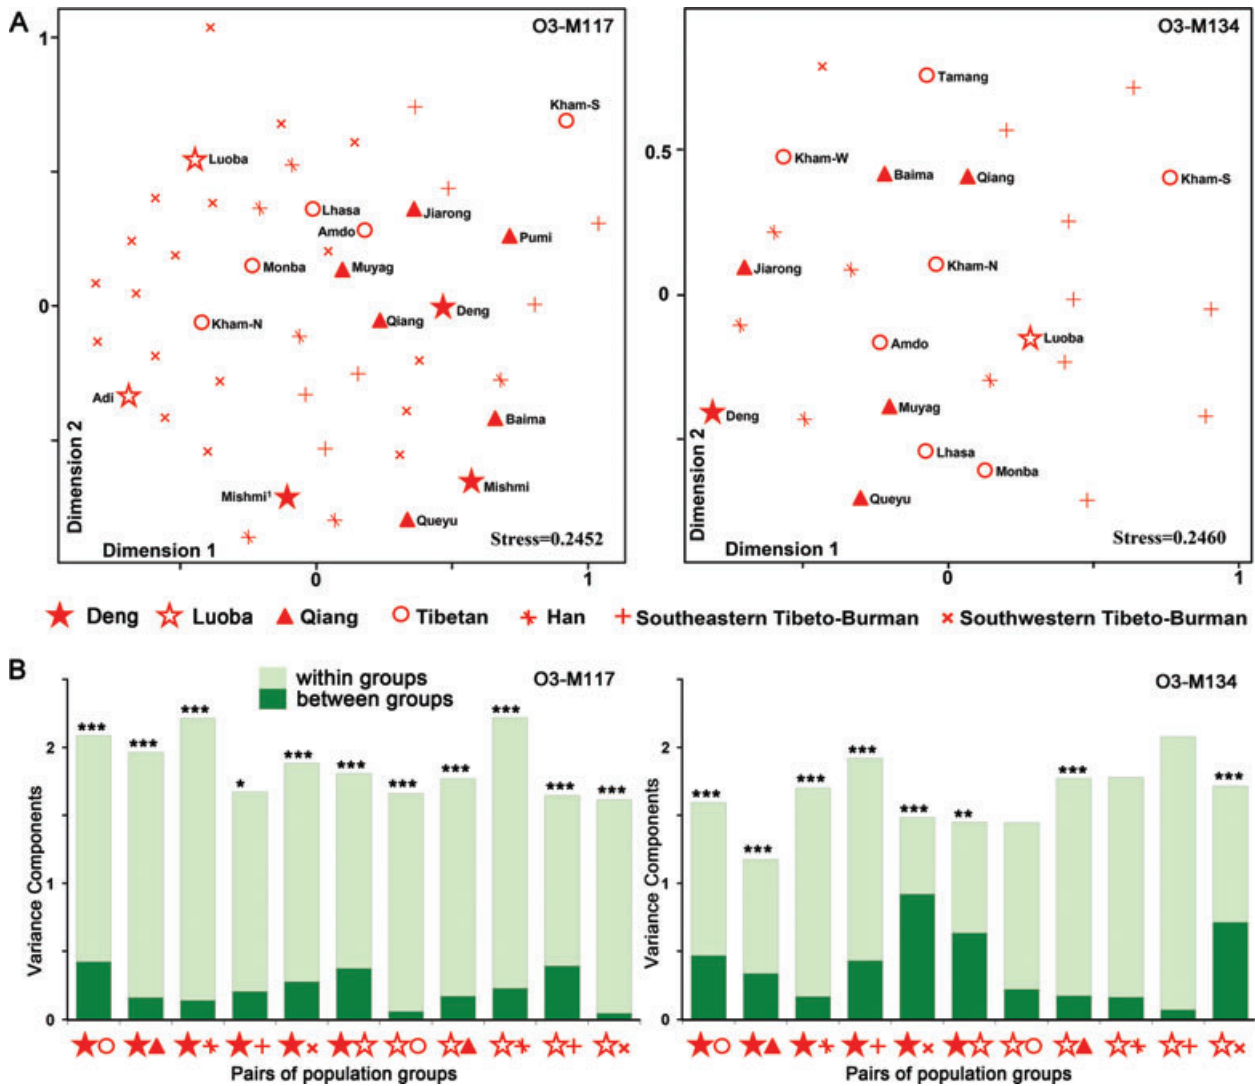 A
O3-M117
1
0
Dimension 2
Dimension 1
Stress=0.2452
0
1
Kham-S
Luoba
Lhasa
Amdo
Jiarong
Pumi
Monba
Muyag
Deng
Kham-N
Qiang
Adi
Baima
Mishmi¹
Mishmi
Queyu
O3-M134
0.5
0
Dimension 2
Dimension 1
Stress=0.2460
0
1
Tamang
Kham-W
Baima
Qiang
Kham-S
Jiarong
Kham-N
Amdo
Luoba
Deng
Muyag
Lhasa
Monba
Queyu
Deng Luoba Qiang Tibetan Han Southeastern Tibeto-Burman Southwestern Tibeto-Burman
B
within groups
between groups
O3-M117
Variance Components
2
1
0
*** *** *** * *** *** *** *** *** *** ***
Pairs of population groups
O3-M134
Variance Components
2
1
0
*** *** *** *** *** ** *** ***
Pairs of population groups